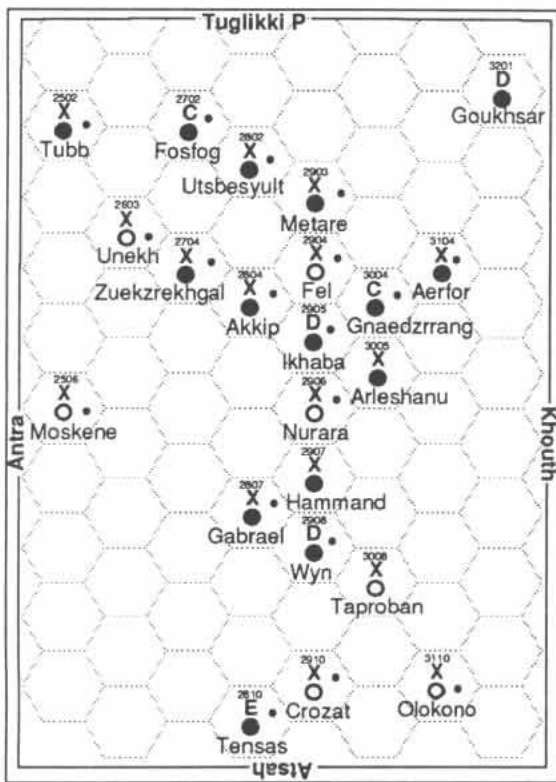 Tuglikki P
3201
D
Goukhsar
2502
X
Tubb
2702
C
Fosfog
2802
X
Utsbesyult
2903
X
Metare
2603
X
Unekh
2704
X
Zuekzrekhgal
2804
X
Akkip
2904
X
Fel
3004
C
Gnaedzrrang
3104
X
Aerfor
2905
D
Ikhaba
3005
X
Arleshanu
2506
X
Moskene
2906
X
Nurara
Antra
Khouth
2907
X
Hammand
2807
X
Gabrael
2908
D
Wyn
3008
X
Taproban
2910
X
Crozat
3110
X
Olokono
2810
E
Tensas
Atsah